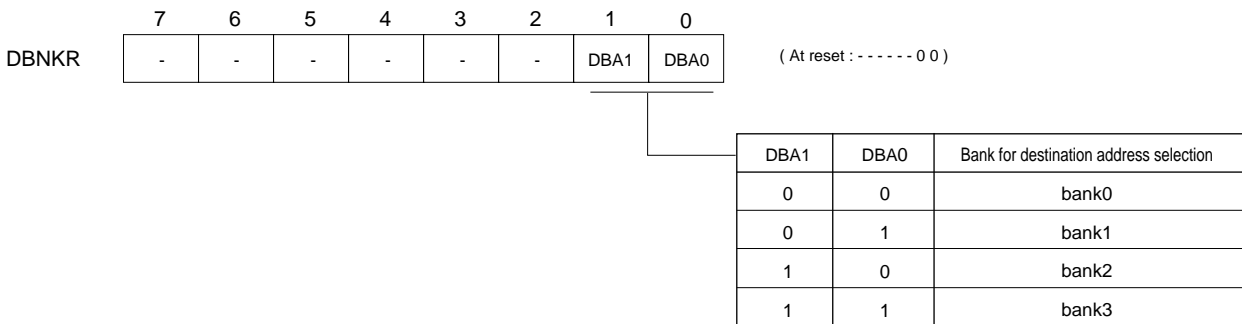 7 6 5 4 3 2 1 0
DBNKR - - - - - - DBA1 DBA0 ( At reset : - - - - - - 0 0 )
DBA1 DBA0 Bank for destination address selection
0 0 bank0
0 1 bank1
1 0 bank2
1 1 bank3